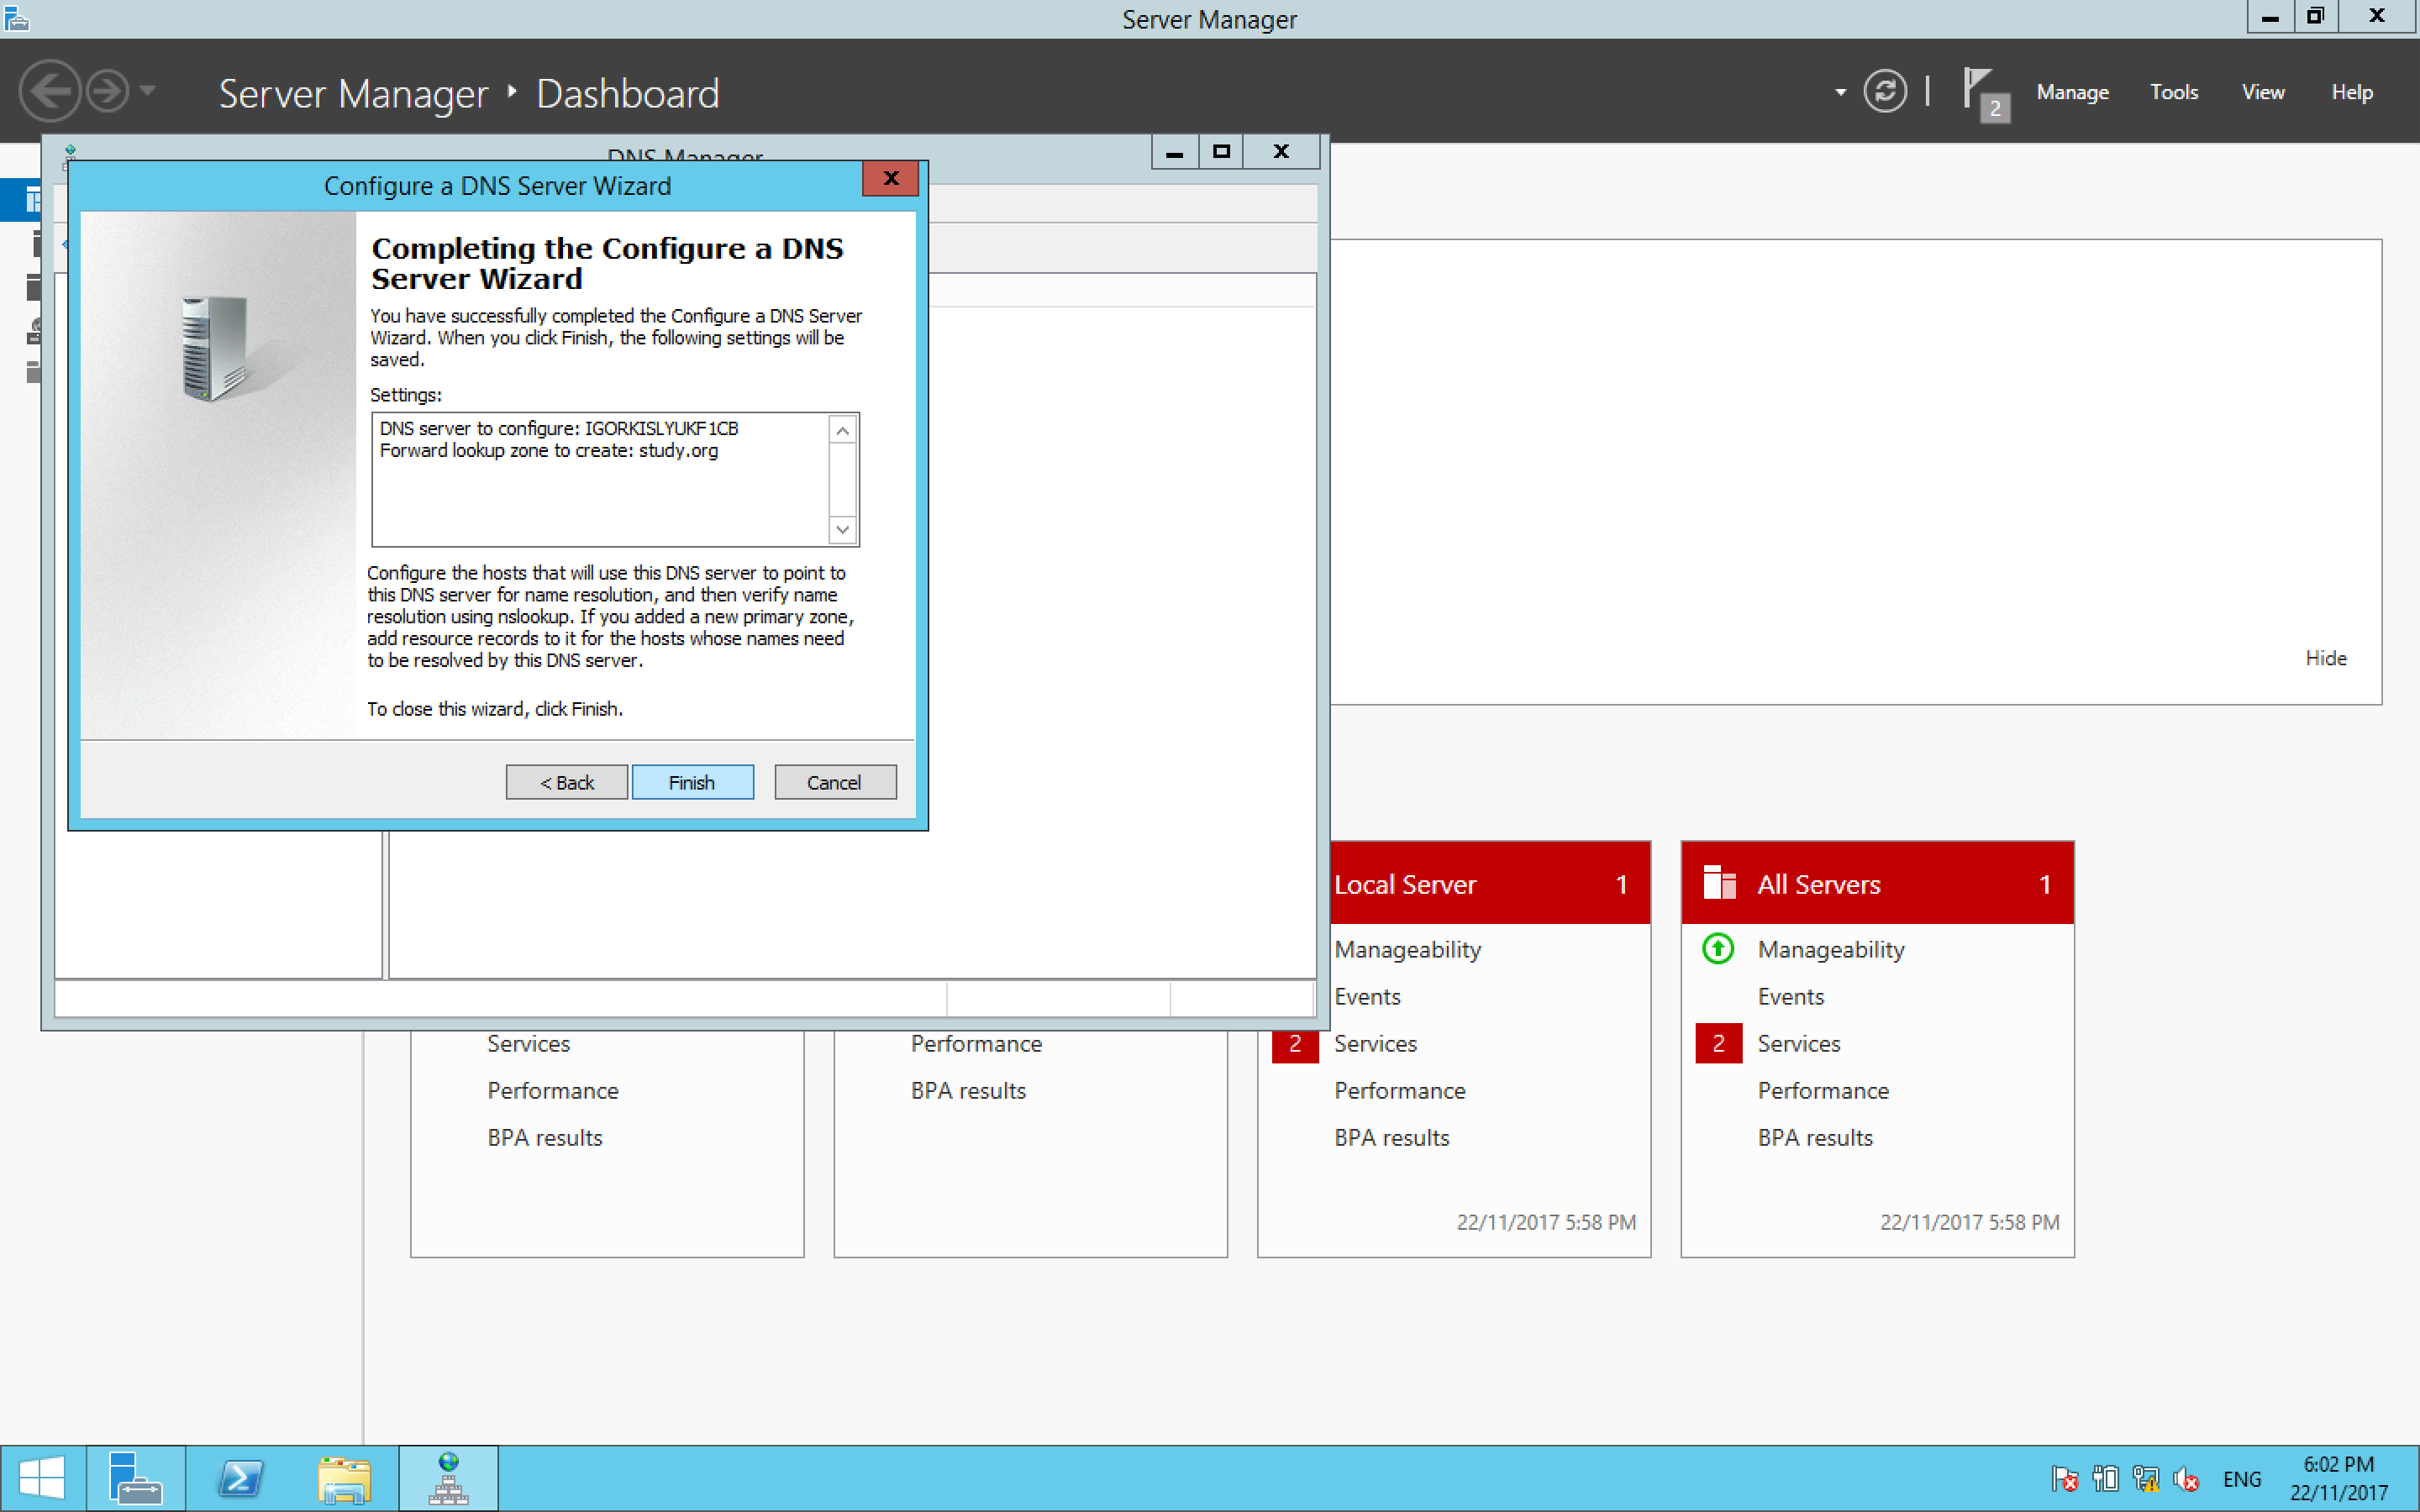 Server Manager
Server Manager
Dashboard
2
Manage
Tools
View
Help
DNS Manager
Configure a DNS Server Wizard
Completing the Configure a DNS
Server Wizard
You have successfully completed the Configure a DNS Server
Wizard. When you click Finish, the following settings will be
saved.
Settings:
DNS server to configure: IGORKISLYUKF1CB
Forward lookup zone to create: study.org
Configure the hosts that will use this DNS server to point to
this DNS server for name resolution, and then verify name
resolution using nslookup. If you added a new primary zone,
add resource records to it for the hosts whose names need
to be resolved by this DNS server.
To close this wizard, click Finish.
< Back
Finish
Cancel
Hide
Services
Performance
BPA results
Performance
BPA results
Local Server 1
Manageability
Events
2 Services
Performance
BPA results
22/11/2017 5:58 PM
All Servers 1
Manageability
Events
2 Services
Performance
BPA results
22/11/2017 5:58 PM
ENG
6:02 PM
22/11/2017